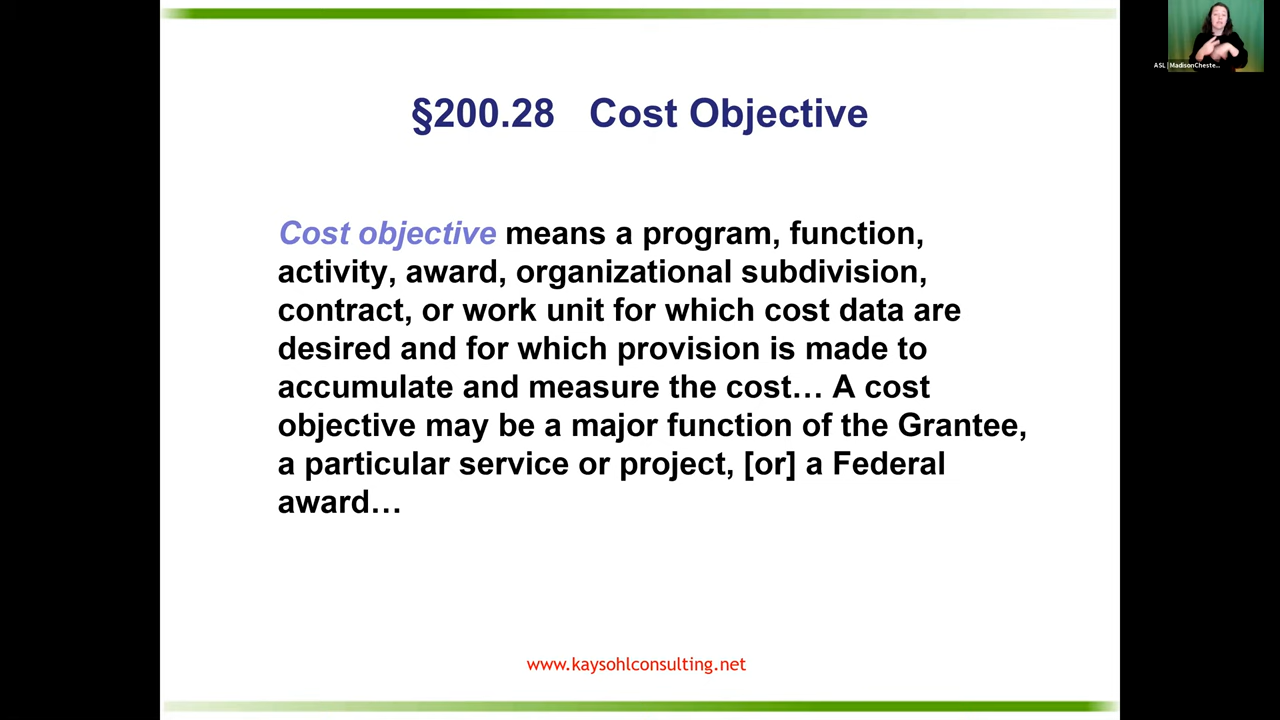 §200.28 Cost Objective
Cost objective means a program, function,
activity, award, organizational subdivision,
contract, or work unit for which cost data are
desired and for which provision is made to
accumulate and measure the cost… A cost
objective may be a major function of the Grantee,
a particular service or project, [or] a Federal
award…
www.kaysohlconsulting.net
ASL | MadisonCheste...